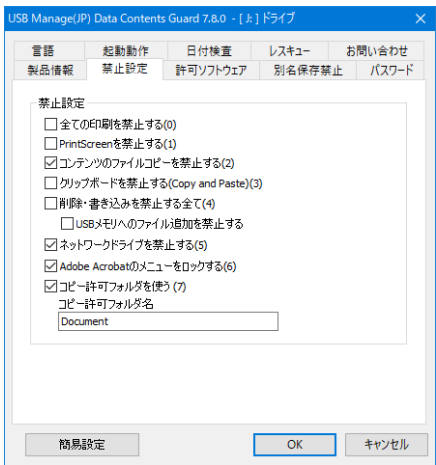 USB Manage(JP) Data Contents Guard 7.8.0 - [ J: ] ドライブ
言語 起動動作 日付検査 レスキュー お問い合わせ
製品情報 禁止設定 許可ソフトウェア 別名保存禁止 パスワード
禁止設定
全ての印刷を禁止する(0)
PrintScreenを禁止する(1)
コンテンツのファイルコピーを禁止する(2)
クリップボードを禁止する(Copy and Paste)(3)
削除・書き込みを禁止する全て(4)
USBメモリへのファイル追加を禁止する
ネットワークドライブを禁止する(5)
Adobe Acrobatのメニューをロックする(6)
コピー許可フォルダを使う(7)
コピー許可フォルダ名
Document
簡易設定 OK キャンセル